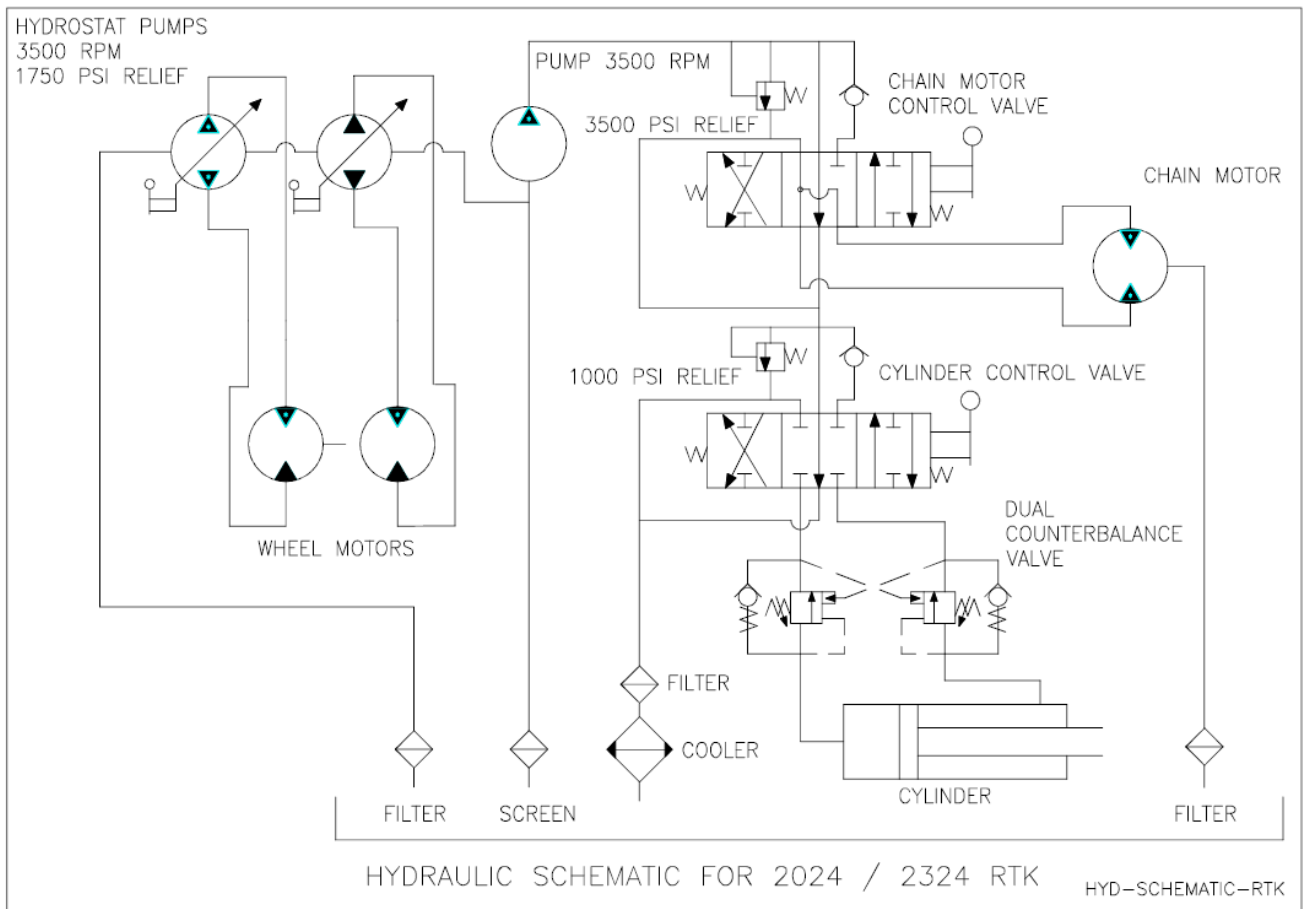 HYDROSTAT PUMPS
3500 RPM
1750 PSI RELIEF
PUMP 3500 RPM
3500 PSI RELIEF
CHAIN MOTOR
CONTROL VALVE
CHAIN MOTOR
1000 PSI RELIEF
CYLINDER CONTROL VALVE
WHEEL MOTORS
DUAL
COUNTERBALANCE
VALVE
FILTER
COOLER
CYLINDER
FILTER
SCREEN
FILTER
HYDRAULIC SCHEMATIC FOR 2024 / 2324 RTK
HYD-SCHEMATIC-RTK